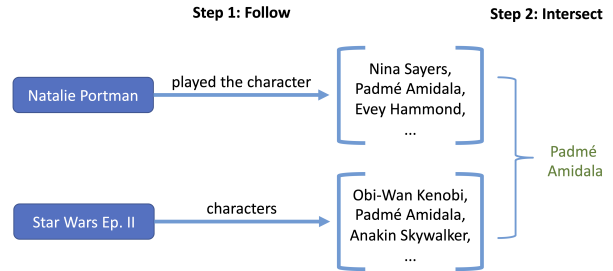 Step 1: Follow
Step 2: Intersect
Natalie Portman
played the character
Nina Sayers,
Padmé Amidala,
Evey Hammond,
...
Padmé
Amidala
Star Wars Ep. II
characters
Obi-Wan Kenobi,
Padmé Amidala,
Anakin Skywalker,
...